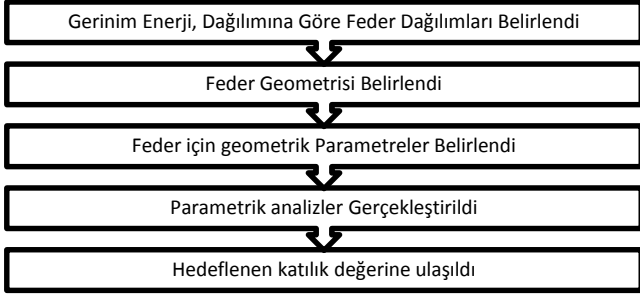 Gerinim Enerji, Dağılımına Göre Feder Dağılımları Belirlendi
Feder Geometrisi Belirlendi
Feder için geometrik Parametreler Belirlendi
Parametrik analizler Gerçekleştirildi
Hedeflenen katılık değerine ulaşıldı